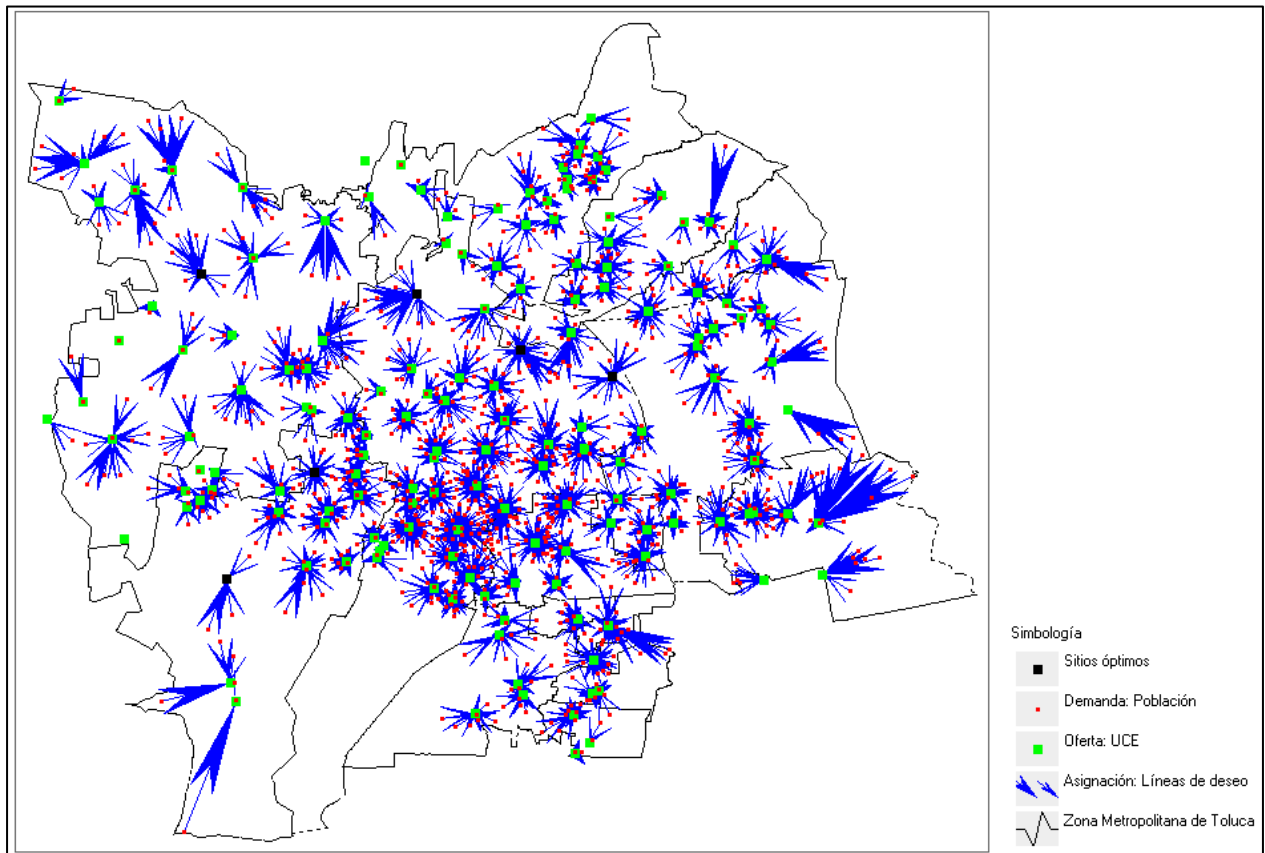 Simbología
Sitios óptimos
Demanda: Población
Oferta: UCE
Asignación: Líneas de deseo
Zona Metropolitana de Toluca